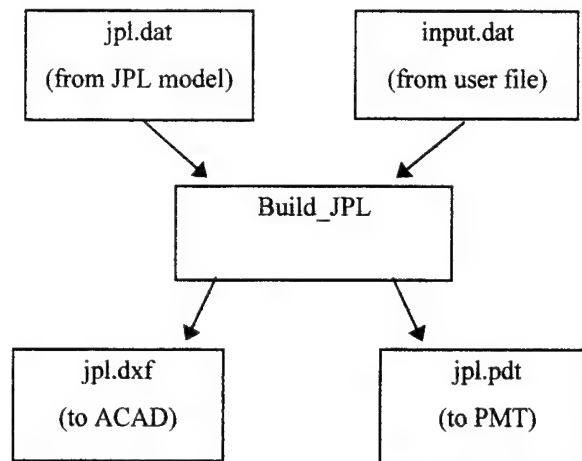 jpl.dat
(from JPL model)
input.dat
(from user file)
Build_JPL
jpl.dxf
(to ACAD)
jpl.pdt
(to PMT)